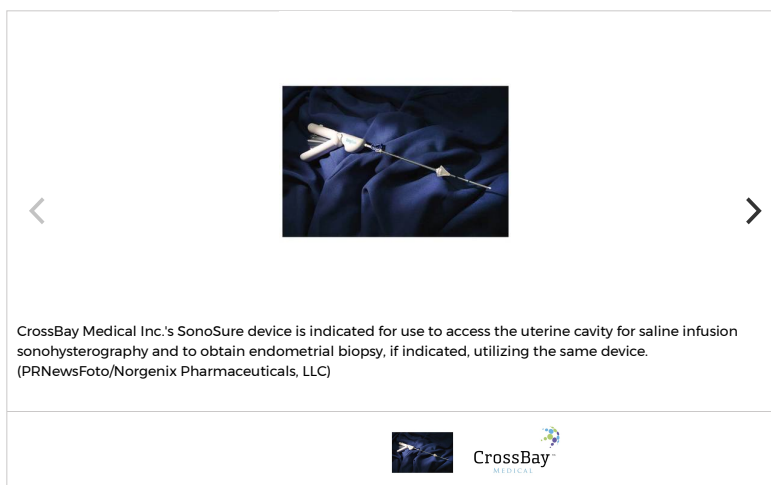 CrossBay Medical Inc.'s SonoSure device is indicated for use to access the uterine cavity for saline infusion
sonohysterography and to obtain endometrial biopsy, if indicated, utilizing the same device.
(PRNewsFoto/Norgenix Pharmaceuticals, LLC)
CrossBay™
MEDICAL